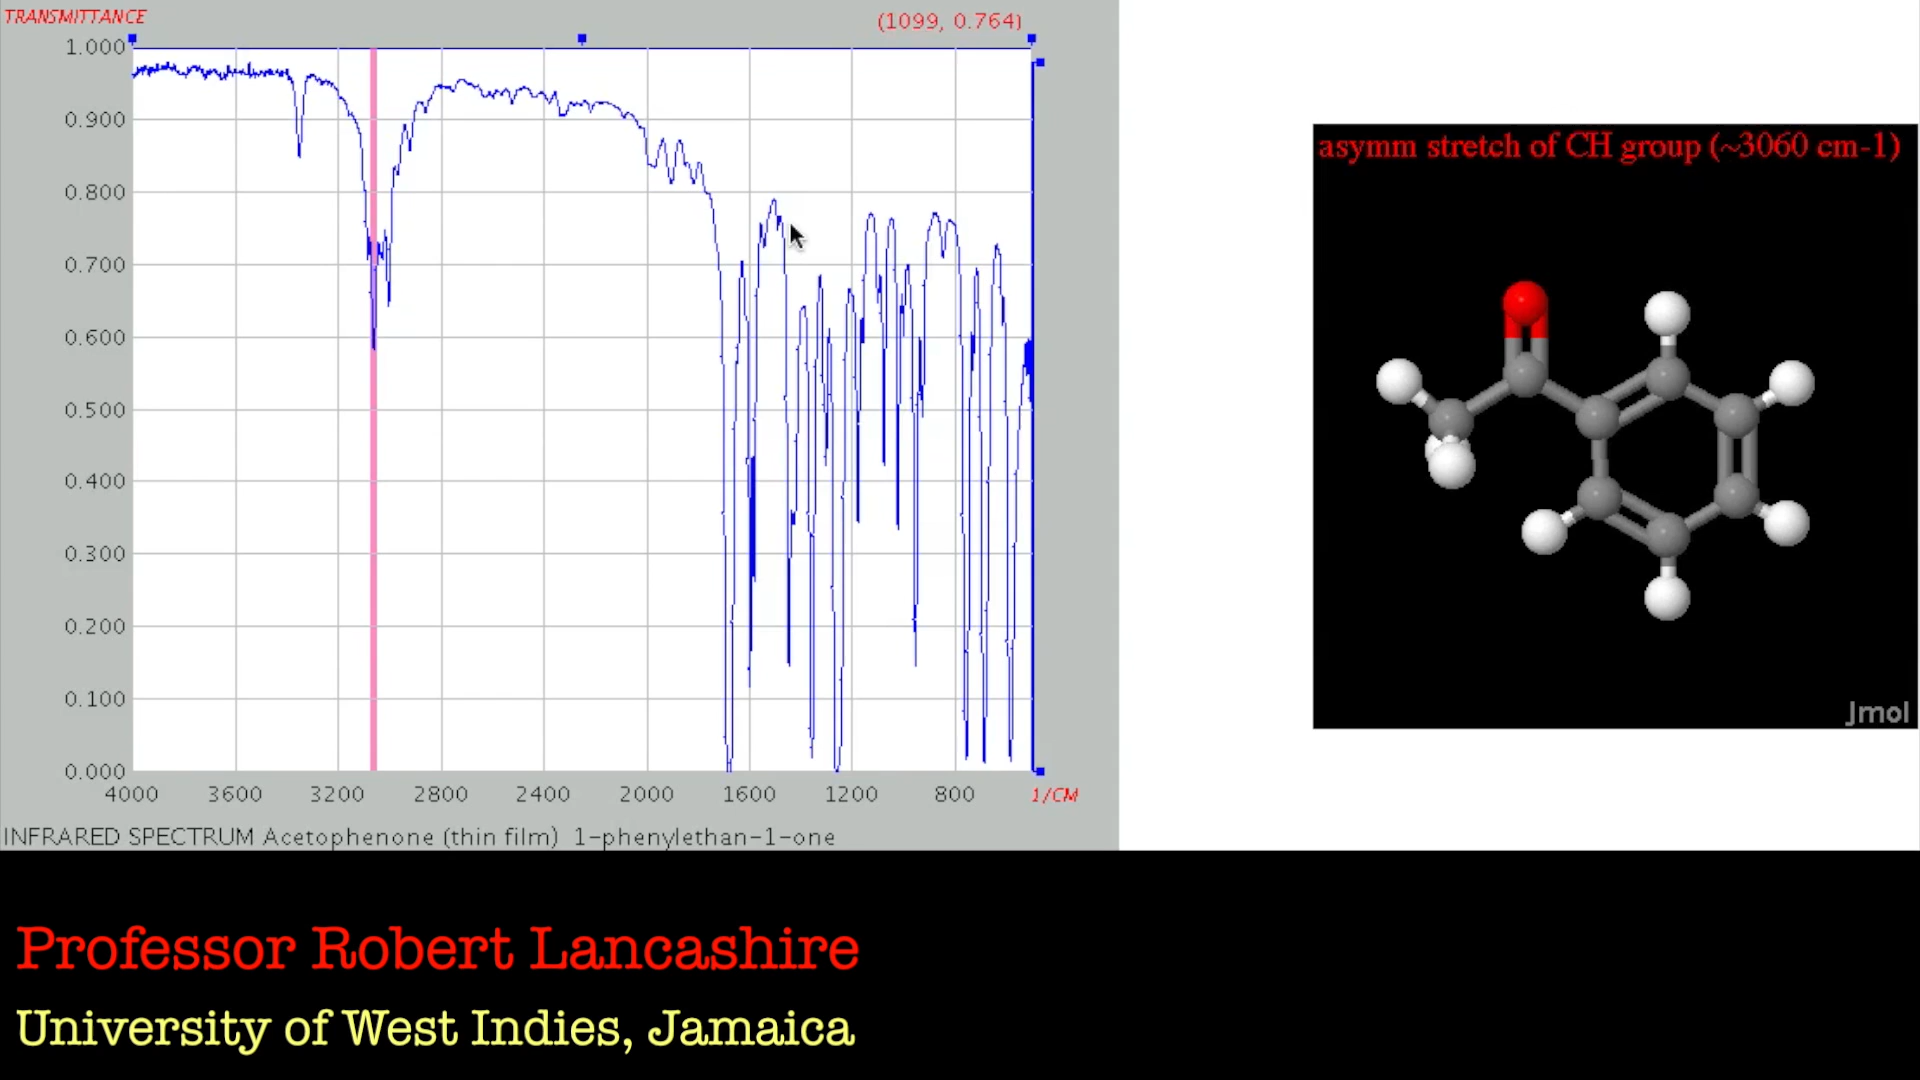 TRANSMITTANCE
(1099, 0.764)
1.000
0.900
0.800
0.700
0.600
0.500
0.400
0.300
0.200
0.100
0.000
4000 3600 3200 2800 2400 2000 1600 1200 800 1/CM
INFRARED SPECTRUM Acetophenone (thin film) 1-phenylethan-1-one
asymm stretch of CH group (~3060 cm-1)
Jmol
Professor Robert Lancashire
University of West Indies, Jamaica